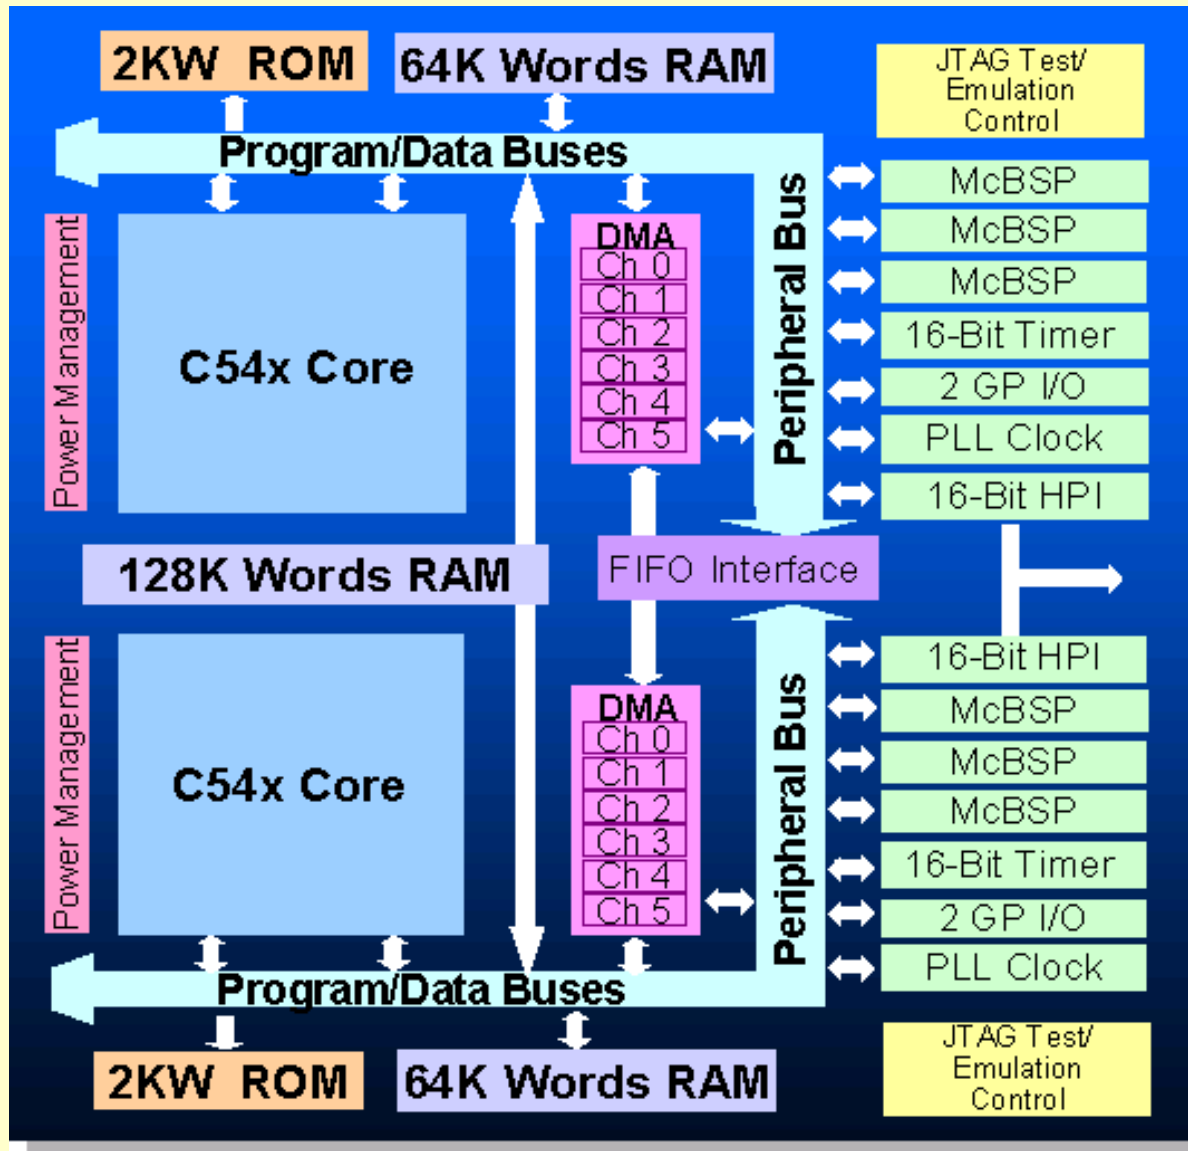 2KW ROM
64K Words RAM
JTAG Test/
Emulation
Control
Program/Data Buses
Power Management
C54x Core
DMA
Ch 0
Ch 1
Ch 2
Ch 3
Ch 4
Ch 5
Peripheral Bus
McBSP
McBSP
McBSP
16-Bit Timer
2 GP I/O
PLL Clock
16-Bit HPI
128K Words RAM
FIFO Interface
Power Management
C54x Core
DMA
Ch 0
Ch 1
Ch 2
Ch 3
Ch 4
Ch 5
Peripheral Bus
16-Bit HPI
McBSP
McBSP
McBSP
16-Bit Timer
2 GP I/O
PLL Clock
Program/Data Buses
2KW ROM
64K Words RAM
JTAG Test/
Emulation
Control